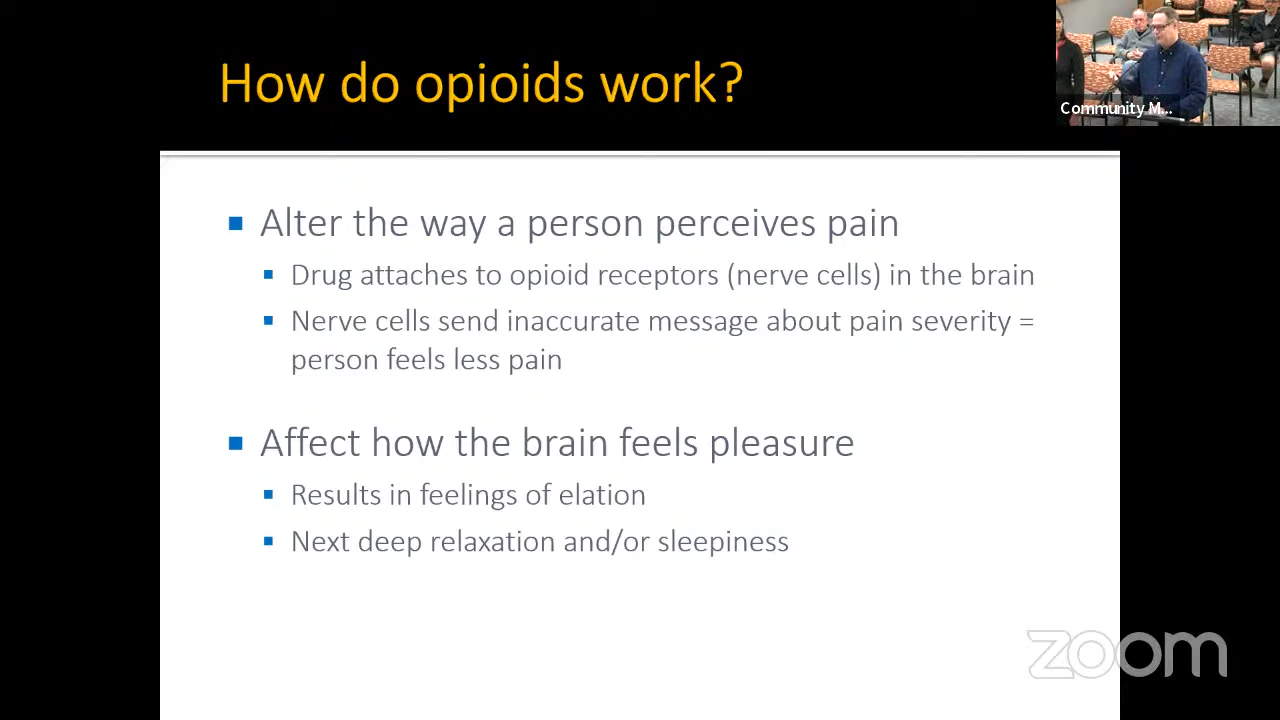 How do opioids work?
Community M...
Alter the way a person perceives pain
Drug attaches to opioid receptors (nerve cells) in the brain
Nerve cells send inaccurate message about pain severity =
person feels less pain
Affect how the brain feels pleasure
Results in feelings of elation
Next deep relaxation and/or sleepiness
zoom